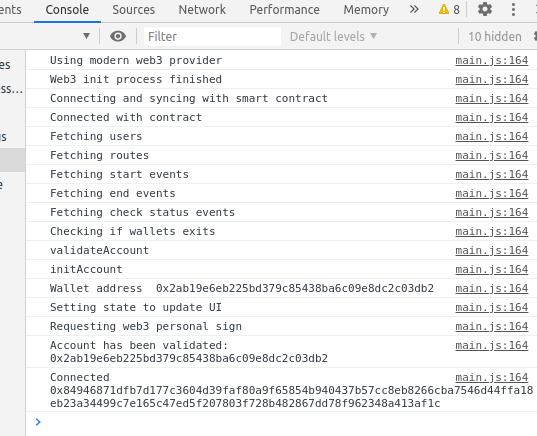 ents Console Sources Network Performance Memory » 8
Filter Default levels ▼ 10 hidden
es
ess…
gs
e
Using modern web3 provider main.js:164
Web3 init process finished main.js:164
Connecting and syncing with smart contract main.js:164
Connected with contract main.js:164
Fetching users main.js:164
Fetching routes main.js:164
Fetching start events main.js:164
Fetching end events main.js:164
Fetching check status events main.js:164
Checking if wallets exits main.js:164
validateAccount main.js:164
initAccount main.js:164
Wallet address 0x2ab19e6eb225bd379c85438ba6c09e8dc2c03db2 main.js:164
Setting state to update UI main.js:164
Requesting web3 personal sign main.js:164
Account has been validated: main.js:164
0x2ab19e6eb225bd379c85438ba6c09e8dc2c03db2
Connected main.js:164
0x84946871dfb7d177c3604d39faf80a9f65854b940437b57cc8eb8266cba7546d44ffa18
eb23a34499c7e165c47ed5f207803f728b482867dd78f962348a413af1c
>